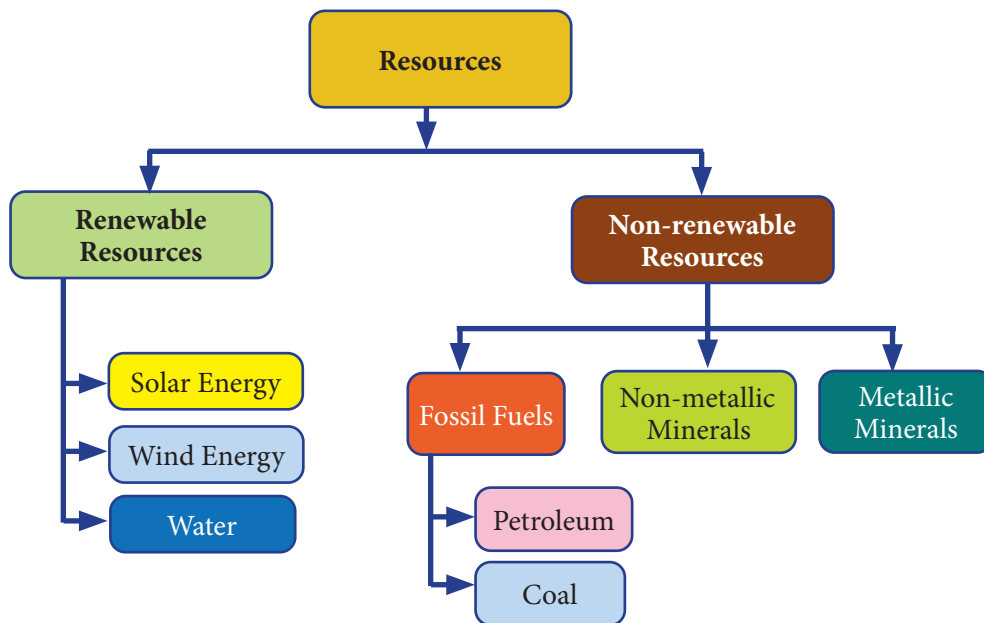 Resources
Renewable
Resources
Non-renewable
Resources
Solar Energy
Wind Energy
Water
Fossil Fuels
Non-metallic
Minerals
Metallic
Minerals
Petroleum
Coal